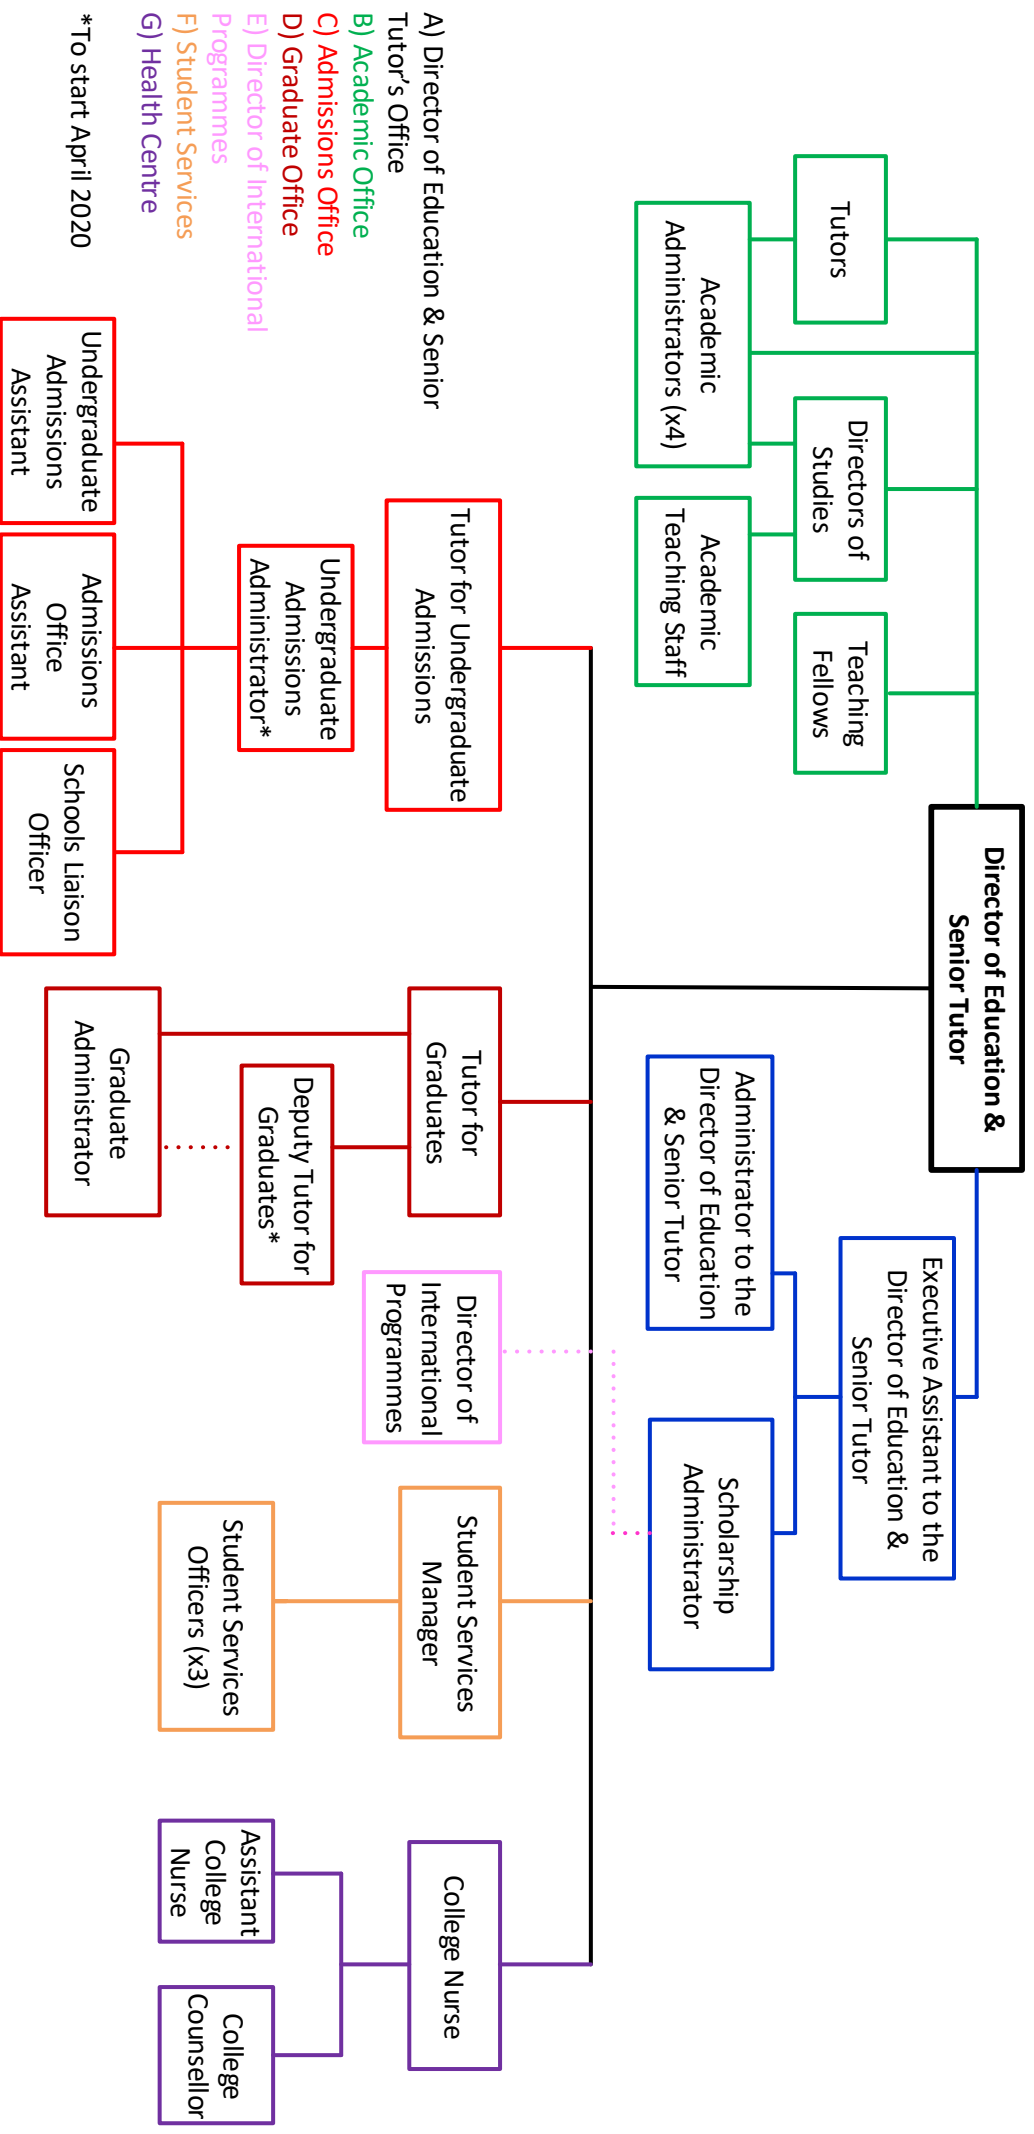 Director of Education &
Senior Tutor
Executive Assistant to the
Director of Education &
Senior Tutor
Tutors
Directors of
Studies
Teaching
Fellows
Administrator to the
Director of Education
& Senior Tutor
Scholarship
Administrator
Academic
Administrators (x4)
Academic
Teaching Staff
Tutor for Undergraduate
Admissions
Tutor for
Graduates
Director of
International
Programmes
Student Services
Manager
College Nurse
Undergraduate
Admissions
Administrator*
Deputy Tutor for
Graduates*
Graduate
Administrator
Student Services
Officers (x3)
Assistant
College
Nurse
College
Counsellor
Undergraduate
Admissions
Assistant
Admissions
Office
Assistant
Schools Liaison
Officer
A) Director of Education & Senior
Tutor’s Office
B) Academic Office
C) Admissions Office
D) Graduate Office
E) Director of International
Programmes
F) Student Services
G) Health Centre
*To start April 2020